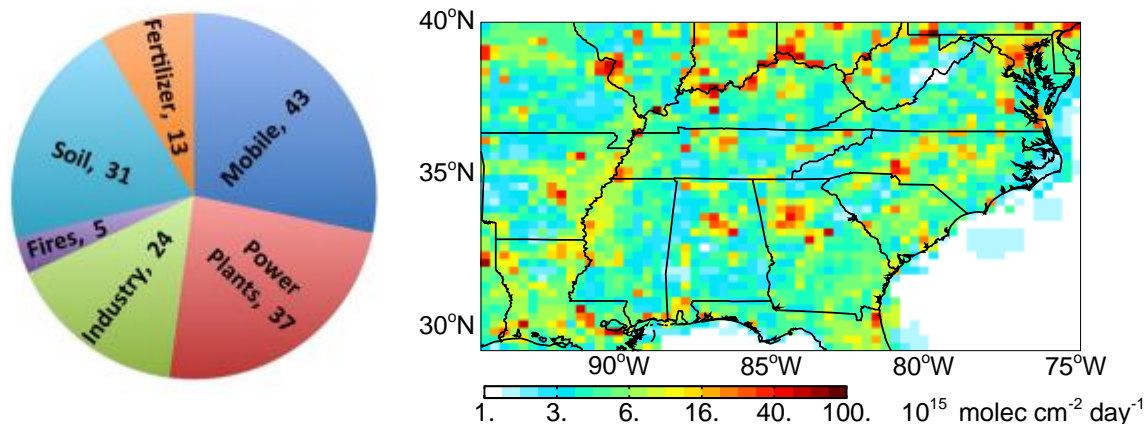 Fertilizer, 13
Mobile, 43
Soil, 31
Fires, 5
Industry, 24
Power
Plants, 37
40°N
35°N
30°N
90°W 85°W 80°W 75°W
1. 3. 6. 16. 40. 100. 10¹⁵ molec cm⁻² day⁻¹